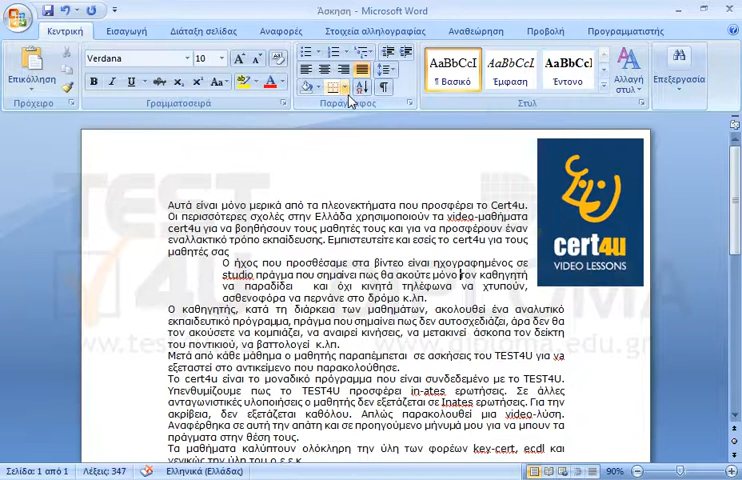 Άσκηση - Microsoft Word
Κεντρική Εισαγωγή Διάταξη σελίδας Αναφορές Στοιχεία αλληλογραφίας Αναθεώρηση Προβολή Προγραμματιστής
Επικόλληση
Verdana 10
B I U
AaBbCcI AaBbCcI AaBbCcI
¶ Βασικό Έμφαση Έντονο
Αλλαγή στυλ
Επεξεργασία
Πρόχειρο Γραμματοσειρά Παράγραφος Στυλ
Αυτά είναι μόνο μερικά από τα πλεονεκτήματα που προσφέρει το Cert4u.
Οι περισσότερες σχολές στην Ελλάδα χρησιμοποιούν τα video-μαθήματα
cert4u για να βοηθήσουν τους μαθητές τους και για να προσφέρουν έναν
εναλλακτικό τρόπο εκπαίδευσης. Εμπιστευτείτε και εσείς το cert4u για τους
μαθητές σας
Ο ήχος που προσθέσαμε στα βίντεο είναι ηχογραφημένος σε
studio πράγμα που σημαίνει πως θα ακούτε μόνο τον καθηγητή
να παραδίδει και όχι κινητά τηλέφωνα να χτυπούν,
ασθενοφόρα να περνάνε στο δρόμο κ.λπ.
Ο καθηγητής, κατά τη διάρκεια των μαθημάτων, ακολουθεί ένα αναλυτικό
εκπαιδευτικό πρόγραμμα, πράγμα που σημαίνει πως δεν αυτοσχεδιάζει, άρα δεν θα
τον ακούσετε να κομπιάζει, να αναιρεί κινήσεις, να μετακινεί άσκοπα τον δείκτη
του ποντικιού, να βαττολογεί κ.λπ.
Μετά από κάθε μάθημα ο μαθητής παραπέμπεται σε ασκήσεις του TEST4U για να
εξεταστεί στο αντικείμενο που παρακολούθησε.
Το cert4u είναι το μοναδικό πρόγραμμα που είναι συνδεδεμένο με το TEST4U.
Υπενθυμίζουμε πως το TEST4U προσφέρει in-ates ερωτήσεις. Σε άλλες
ανταγωνιστικές υλοποιήσεις ο μαθητής δεν εξετάζεται σε Inates ερωτήσεις. Για την
ακρίβεια, δεν εξετάζεται καθόλου. Απλώς παρακολουθεί μια video-λύση.
Αναφέρθηκα σε αυτή την απάτη και σε προηγούμενο μήνυμά μου για να μπουν τα
πράγματα στην θέση τους.
Τα μαθήματα καλύπτουν ολόκληρη την ύλη των φορέων key-cert, ecdl και
cert4u
VIDEO LESSONS
Σελίδα: 1 από 1 Λέξεις: 347 Ελληνικά (Ελλάδας) 90%